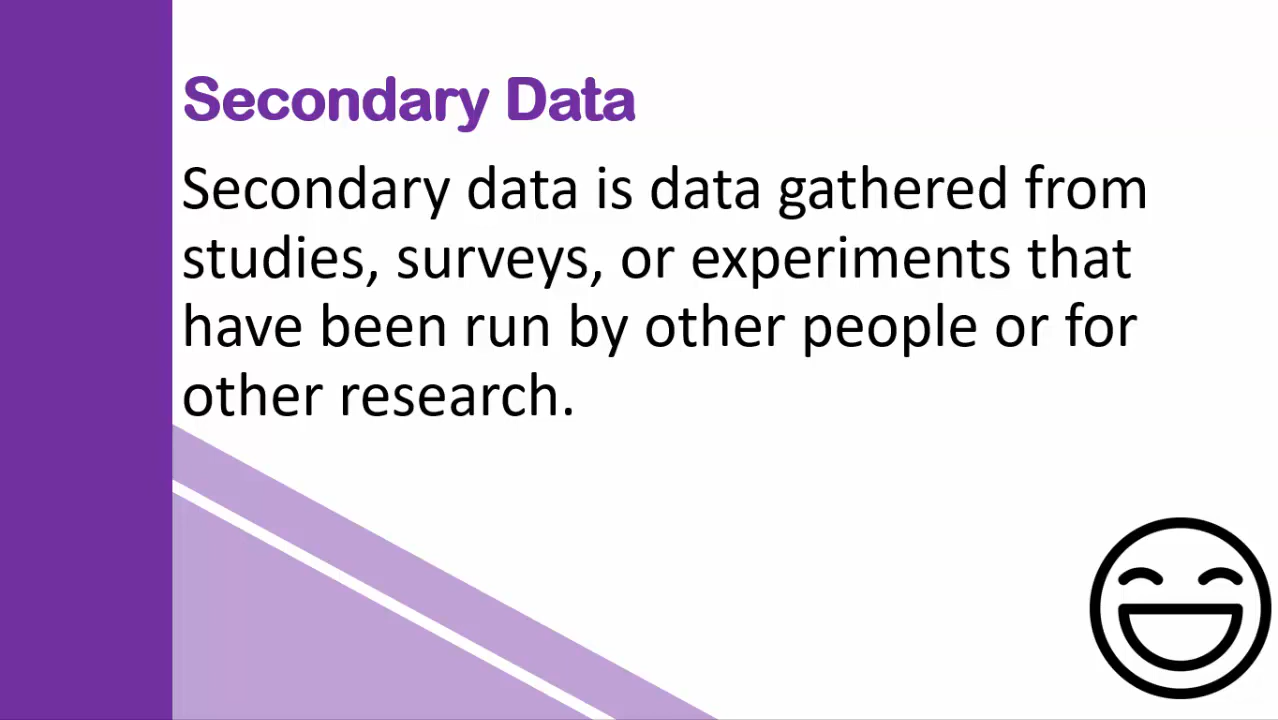 Secondary Data
Secondary data is data gathered from
studies, surveys, or experiments that
have been run by other people or for
other research.